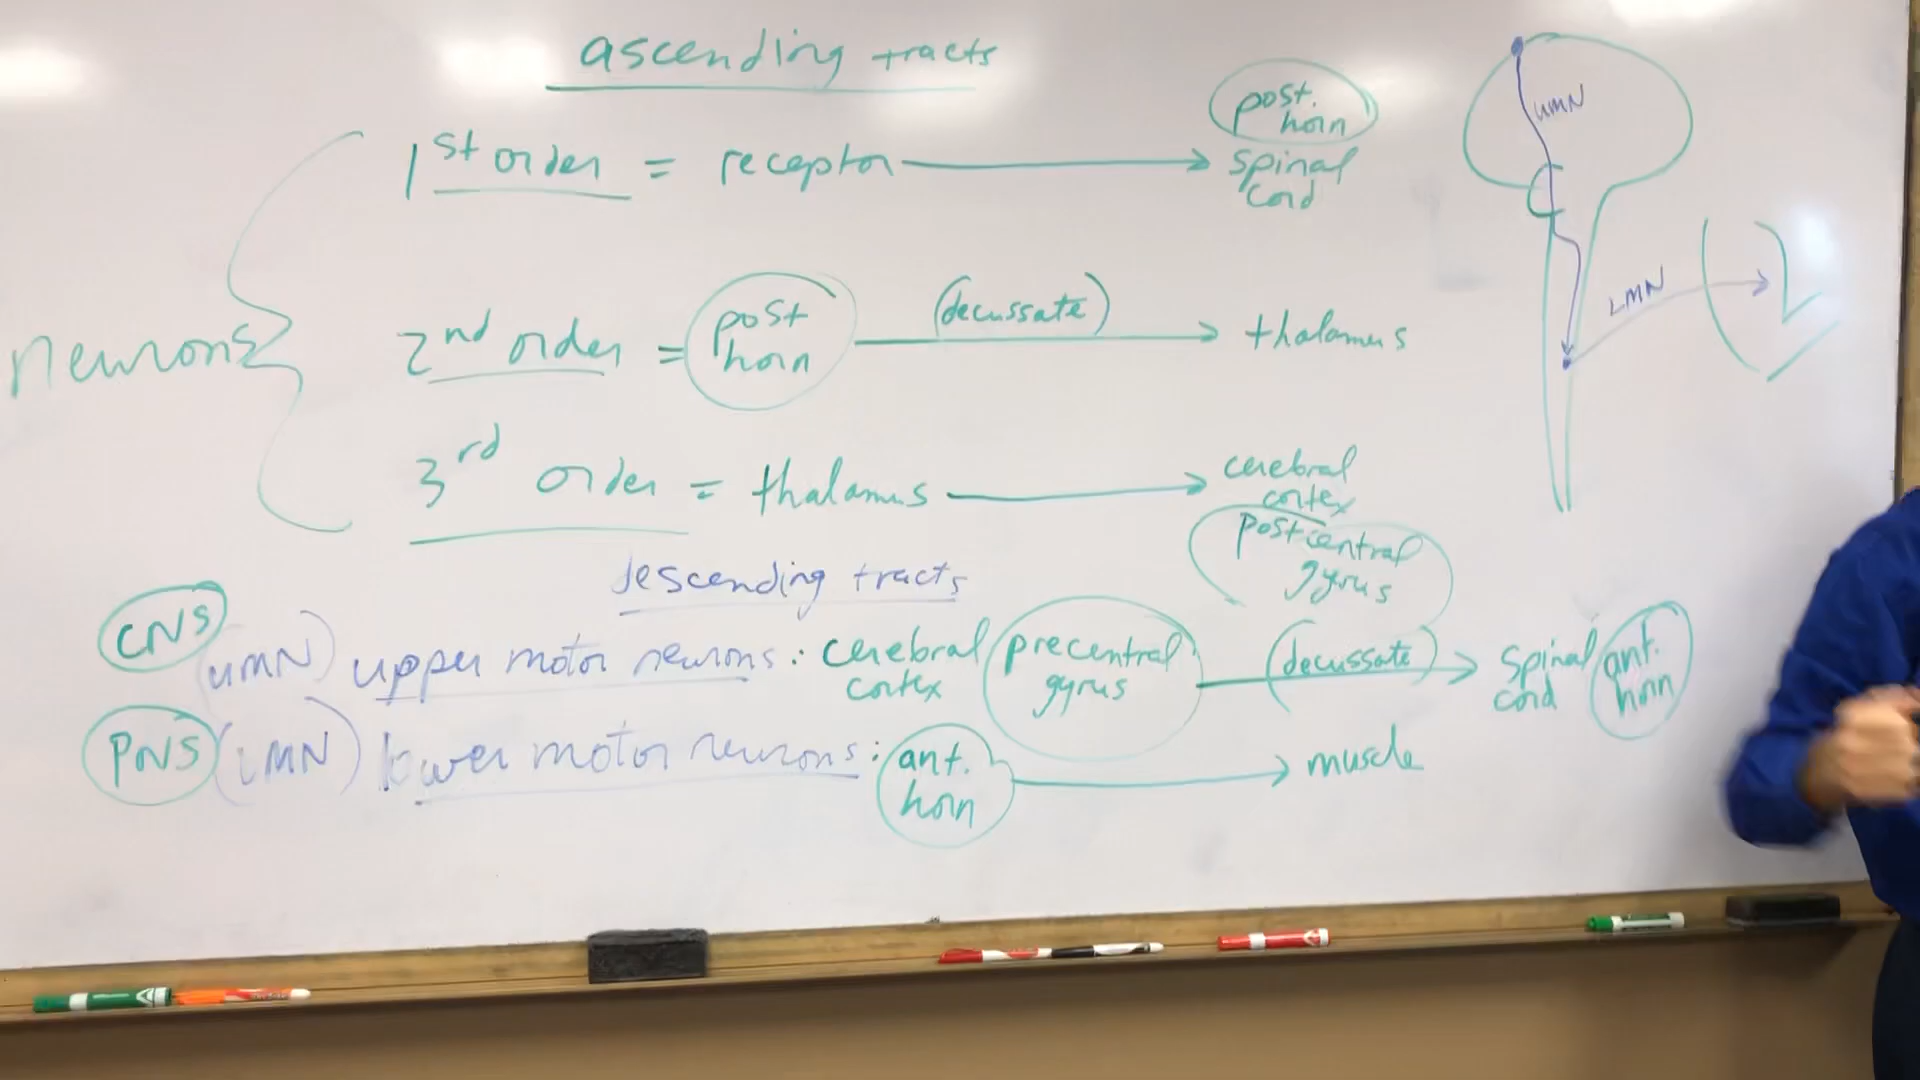 ascending tracts
neurons
1st order = receptor → post. horn
spinal cord
2nd order = post horn (decussate) → thalamus
3rd order = thalamus → cerebral cortex
postcentral gyrus
descending tracts
CNS (UMN) upper motor neurons: cerebral cortex precentral gyrus (decussate) → spinal cord ant. horn
PNS (LMN) lower motor neurons: ant. horn → muscle
UMN
LMN